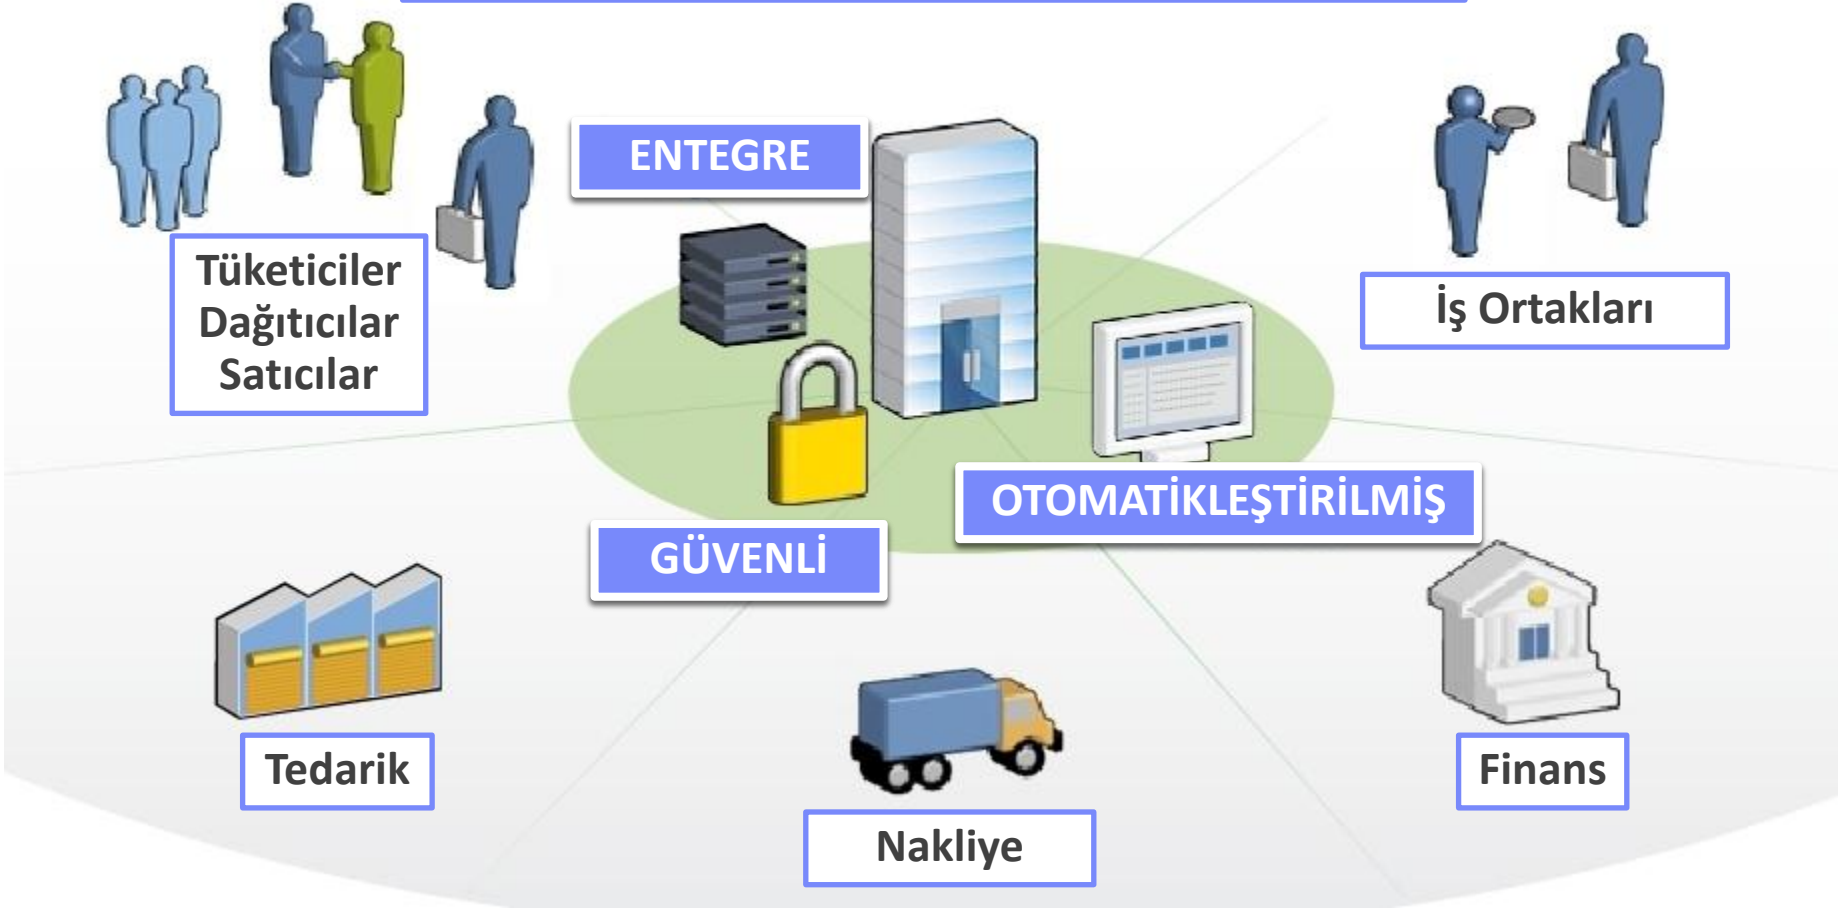 ENTEGRE
Tüketiciler
Dağıtıcılar
Satıcılar
İş Ortakları
OTOMATİKLEŞTİRİLMİŞ
GÜVENLİ
Tedarik
Finans
Nakliye